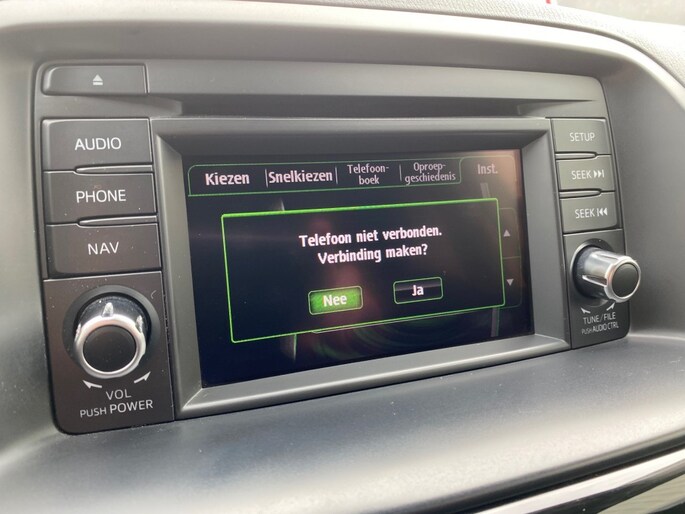 AUDIO
PHONE
NAV
VOL
PUSH POWER
Kiezen
Snelkiezen
Telefoon-
boek
Oproep-
geschiedenis
Inst.
Telefoon niet verbonden.
Verbinding maken?
Nee
Ja
SETUP
SEEK
SEEK
TUNE/FILE
PUSH AUDIO CTRL